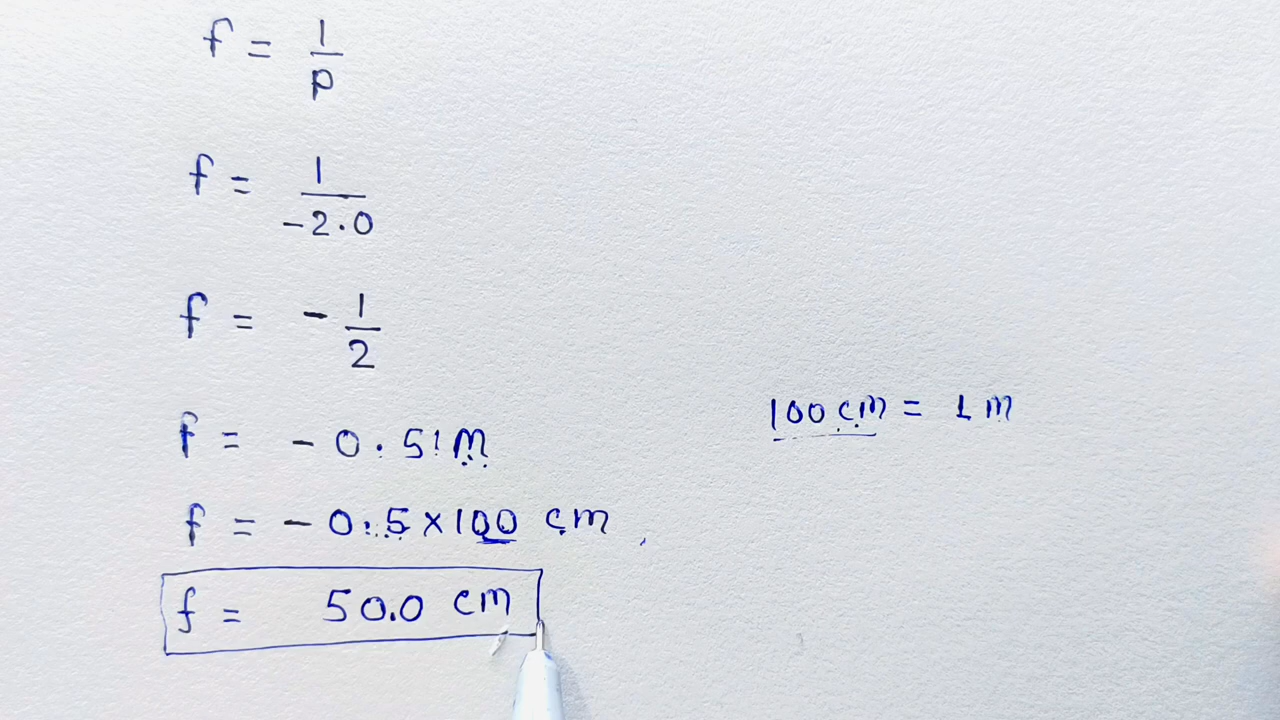 f = 1/p
f = 1/-2.0
f = - 1/2
f = - 0.5 m
100 cm = 1 m
f = - 0.5 × 100 cm
f = 50.0 cm